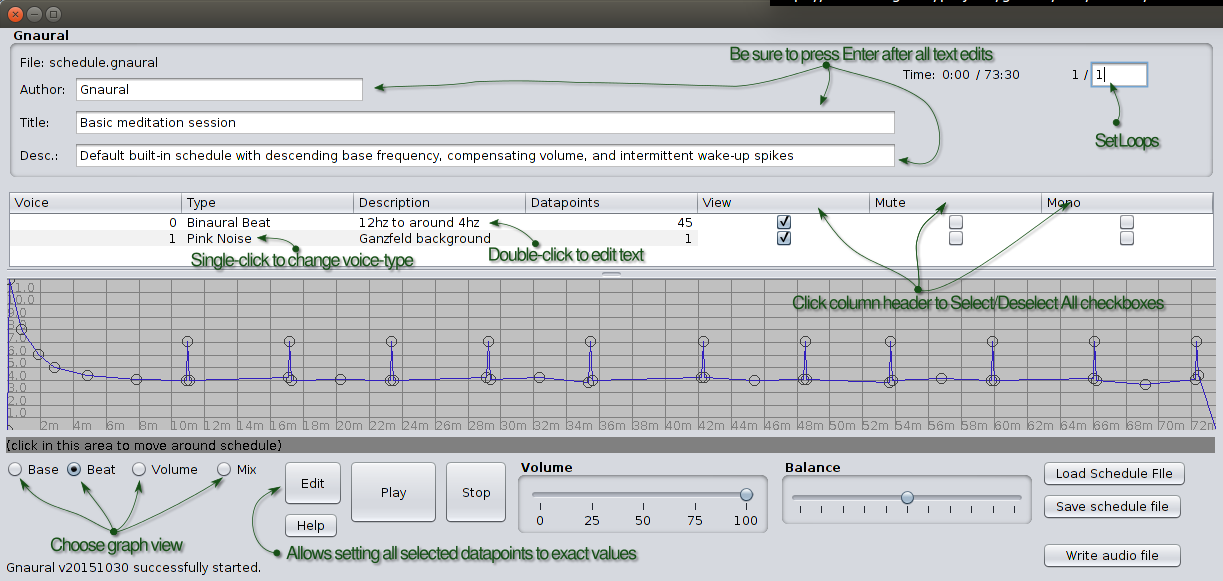 Gnaural
File: schedule.gnaural
Be sure to press Enter after all text edits
Time: 0:00 / 73:30
1 / 1
Author: Gnaural
Title: Basic meditation session
Set Loops
Desc.: Default built-in schedule with descending base frequency, compensating volume, and intermittent wake-up spikes
Voice Type Description Datapoints View Mute Mono
0 Binaural Beat 12hz to around 4hz 45
1 Pink Noise Ganzfeld background 1
Single-click to change voice-type
Double-click to edit text
Click column header to Select/Deselect All checkboxes
11.0
10.0
9.0
8.0
7.0
6.0
5.0
4.0
3.0
2.0
1.0
2m 4m 6m 8m 10m 12m 14m 16m 18m 20m 22m 24m 26m 28m 30m 32m 34m 36m 38m 40m 42m 44m 46m 48m 50m 52m 54m 56m 58m 60m 62m 64m 66m 68m 70m 72m
(click in this area to move around schedule)
Base Beat Volume Mix
Edit
Help
Play
Stop
Volume
0 25 50 75 100
Balance
Load Schedule FIle
Save schedule file
Write audio file
Choose graph view
Allows setting all selected datapoints to exact values
Gnaural v20151030 successfully started.